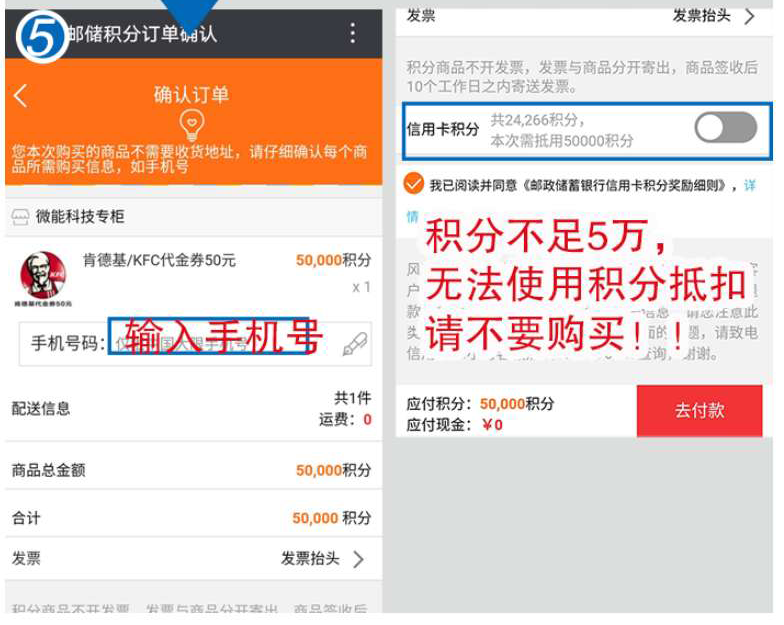 5
邮储积分订单确认
确认订单
您本次购买的商品不需要收货地址，请仔细确认每个商
品所需购买信息，如手机号
微能科技专柜
肯德基/KFC代金券50元
50,000积分
x 1
KFC
肯德基代金券50元
手机号码：
输入手机号
配送信息
共1件
运费：0
商品总金额
50,000积分
合计
50,000 积分
发票
发票抬头
积分商品不开发票，发票与商品分开寄出，商品签收后
发票
发票抬头
积分商品不开发票，发票与商品分开寄出，商品签收后
10个工作日之内寄送发票。
信用卡积分
共24,266积分，
本次需抵用50000积分
我已阅读并同意《邮政储蓄银行信用卡积分奖励细则》，详
情
积分不足5万，
无法使用积分抵扣
请不要购买！！
应付积分：50,000积分
应付现金：￥0
去付款